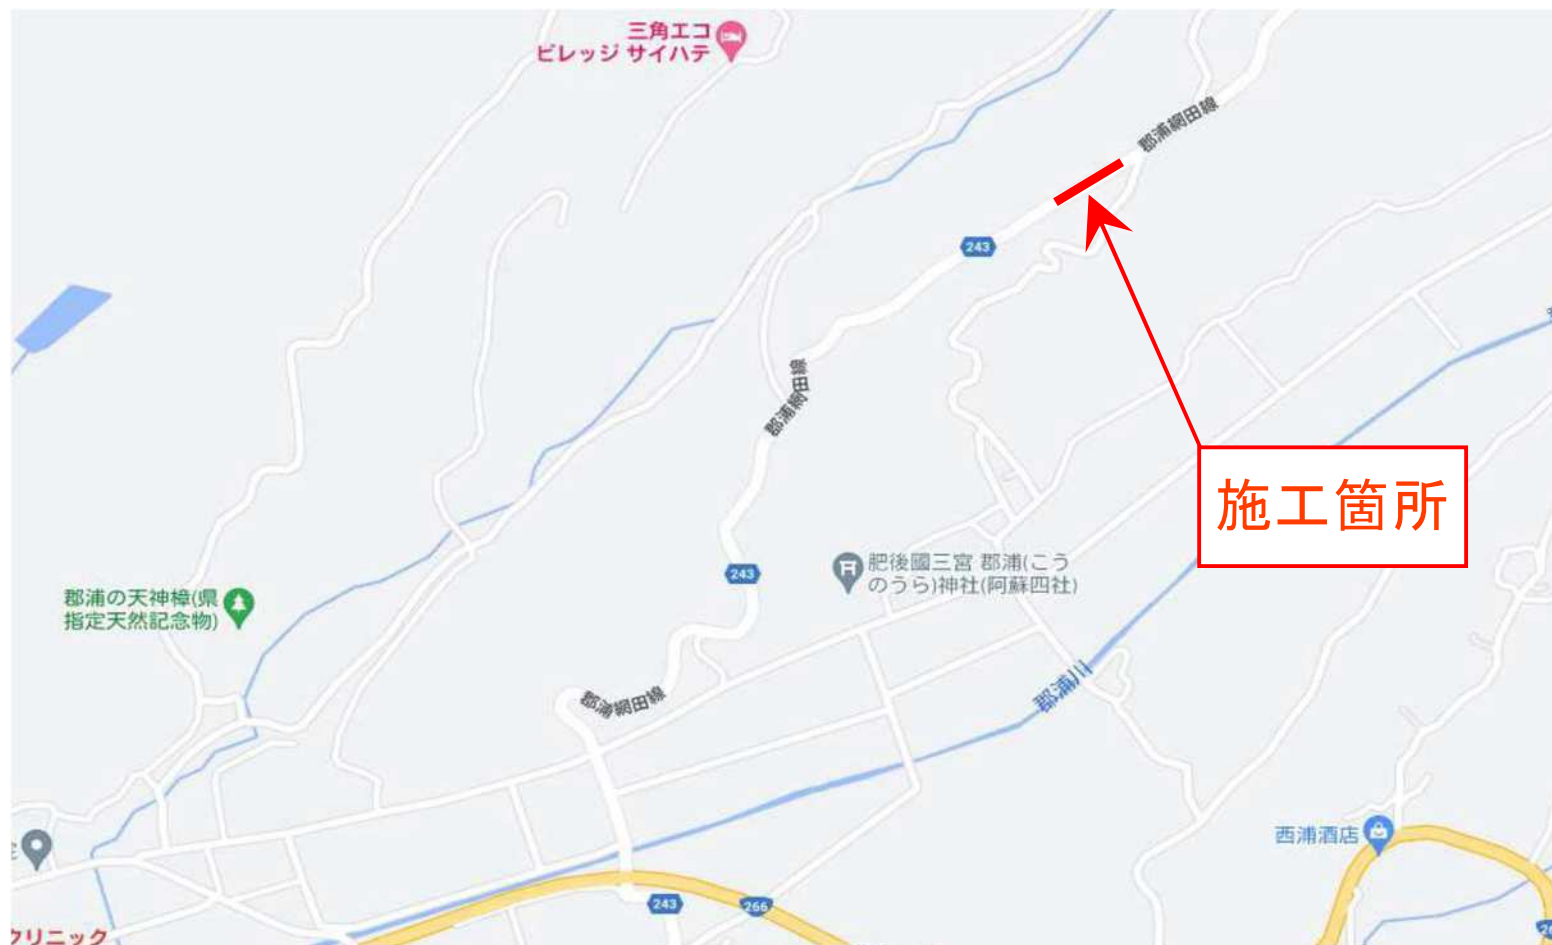 三角エコ
ビレッジ サイハテ
郡浦網田線
243
郡浦網田線
施工箇所
243
肥後國三宮 郡浦(こう
のうら)神社(阿蘇四社)
郡浦の天神樟(県
指定天然記念物)
郡浦川
郡浦網田線
西浦酒店
243
266
クリニック